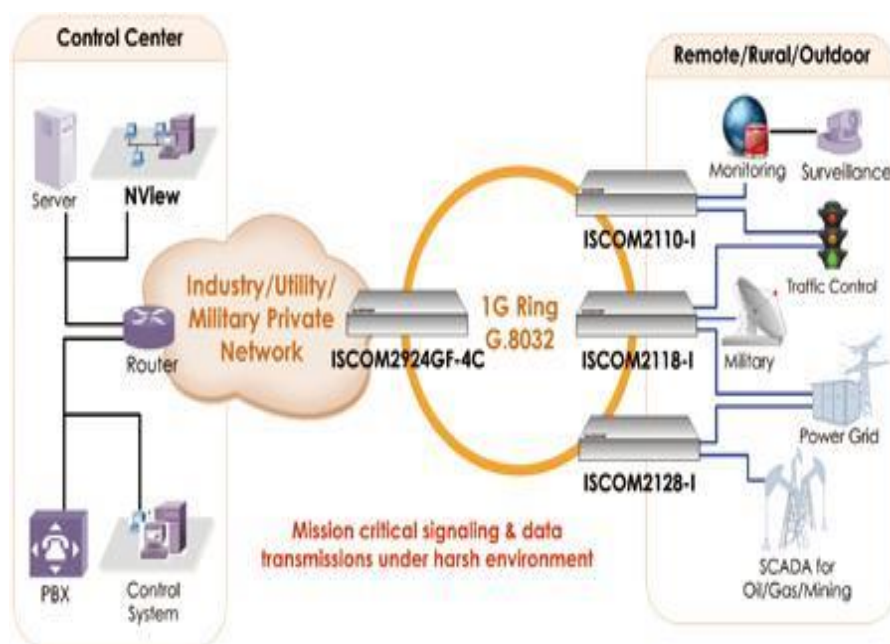 Control Center
Server
NView
Router
PBX
Control
System
Industry/Utility/
Military Private
Network
ISCOM2924GF-4C
1G Ring
G.8032
ISCOM2110-I
ISCOM2118-I
ISCOM2128-I
Mission critical signaling & data
transmissions under harsh environment
Remote/Rural/Outdoor
Monitoring
Surveillance
Traffic Control
Military
Power Grid
SCADA for
Oil/Gas/Mining